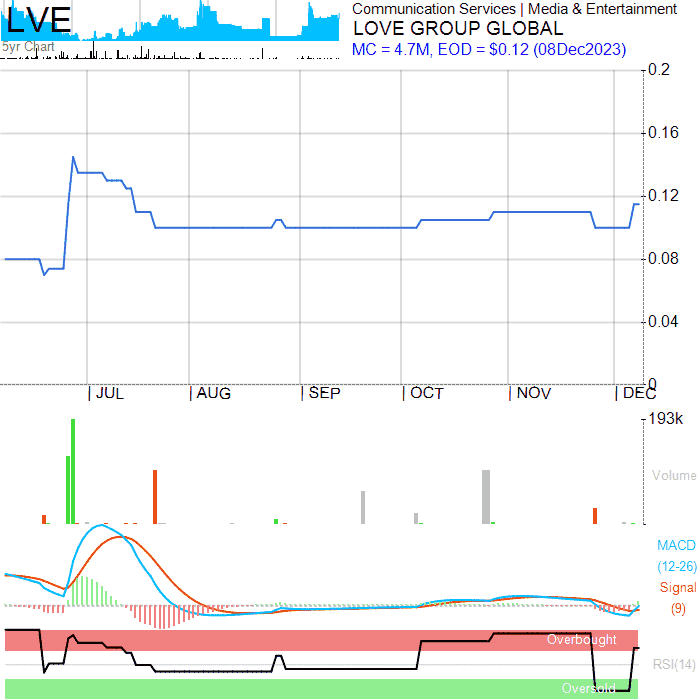 LVE
5yr Chart
Communication Services | Media & Entertainment
LOVE GROUP GLOBAL
MC = 4.7M, EOD = $0.12 (08Dec2023)
0.2
0.16
0.12
0.08
0.04
0
JUL AUG SEP OCT NOV DEC
193k
Volume
MACD
(12-26)
Signal
(9)
Overbought
RSI(14)
Oversold